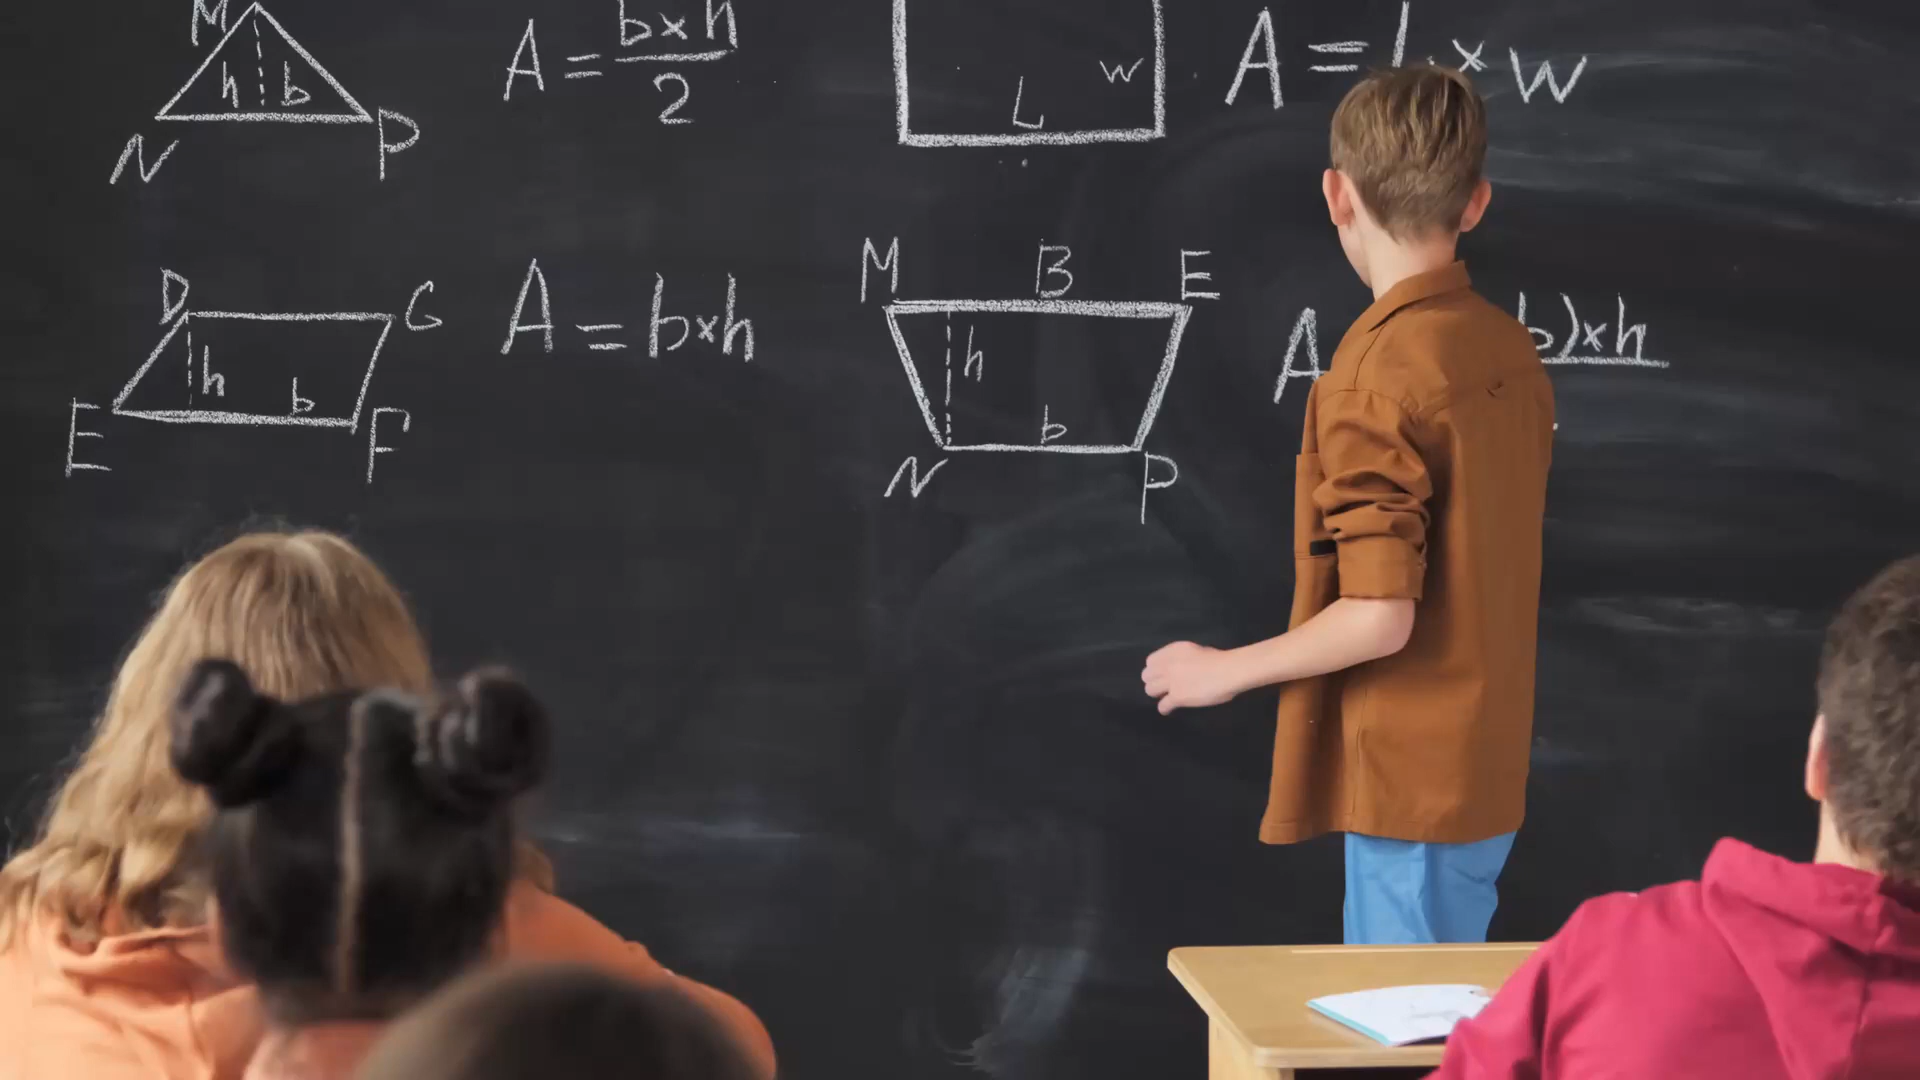 M
h b
N P
A = b×h
2
L w
A = L × w
D G
h b
E F
A = b×h
M B E
h
b
N P
A b)×h